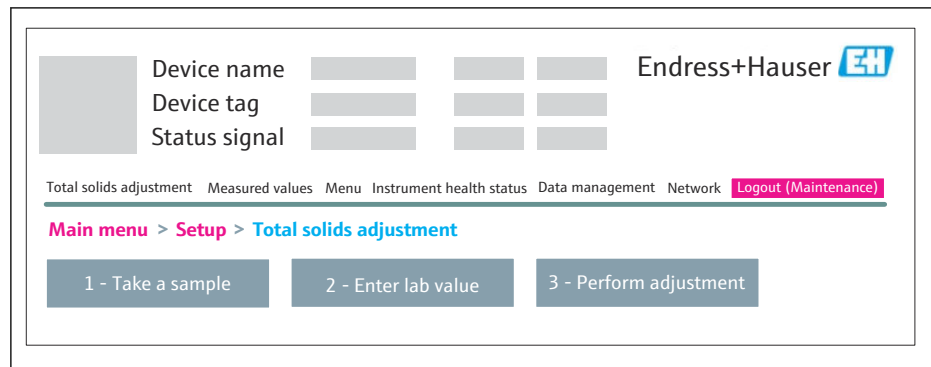 Device name
Endress+Hauser EH
Device tag
Status signal
Total solids adjustment Measured values Menu Instrument health status Data management Network Logout (Maintenance)
Main menu > Setup > Total solids adjustment
1 - Take a sample 2 - Enter lab value 3 - Perform adjustment